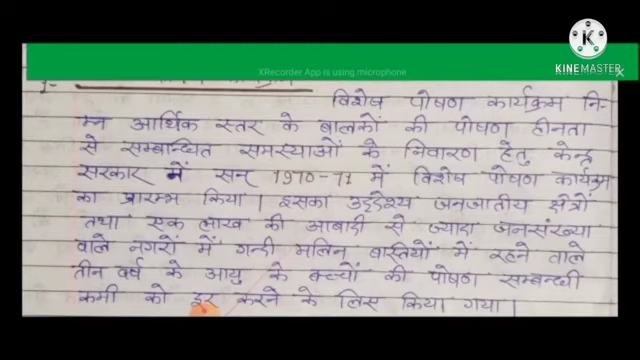 KINEMASTER
XRecorder App is using microphone
विशेष पोषण कार्यक्रम नि-
म्न आर्थिक स्तर के बालकों की पोषण हीनता
से सम्बान्धित समस्याओं के निवारण हेतु केन्द्र
सरकार में सन् 1970-71 में विशेष पोषण कार्यक्रम
का प्रारम्भ किया। इसका उद्देश्य जनजातीय क्षेत्रों
तथा एक लाख की आबादी से ज्यादा जनसंख्या
वाले नगरों में गन्दी मलिन बास्तियों में रहने वाले
तीन वर्ष के आयु के बच्चों की पोषण सम्बन्धी
कमी को दूर करने के लिस किया गया।